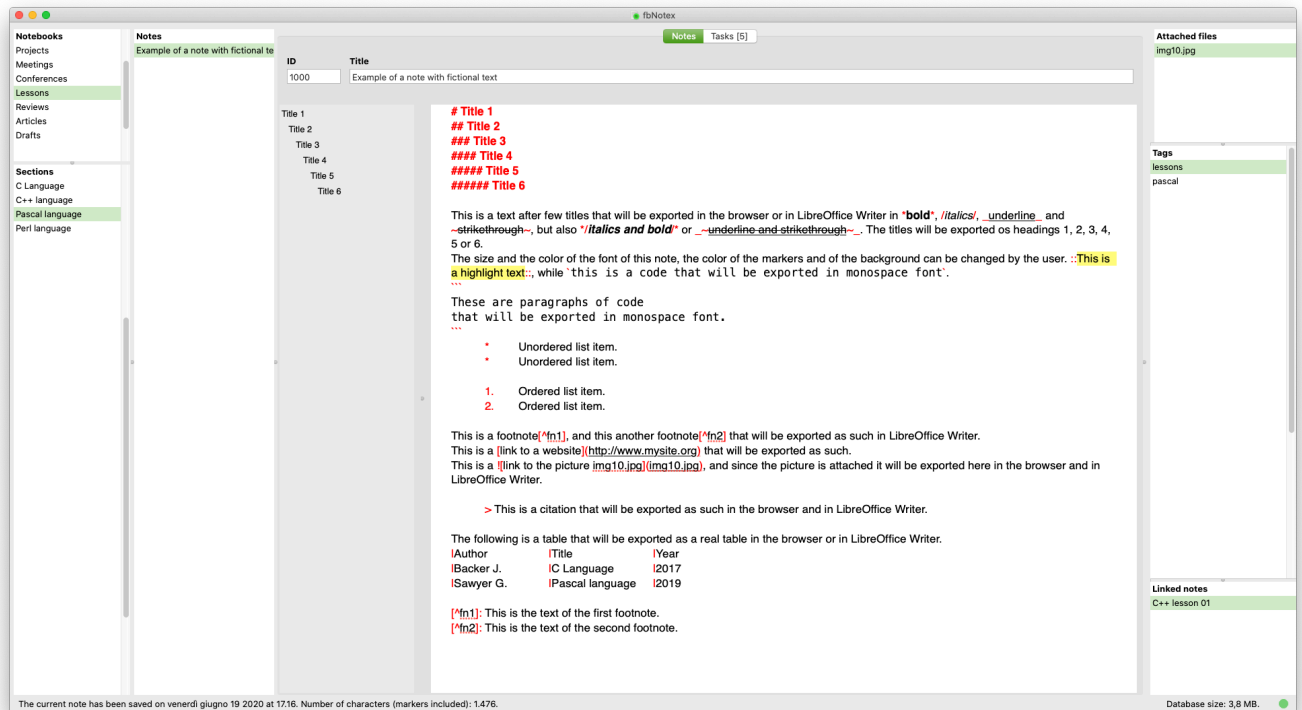 fbNotex
Notebooks
Projects
Meetings
Conferences
Lessons
Reviews
Articles
Drafts
Sections
C Language
C++ language
Pascal language
Perl language
Notes
Example of a note with fictional te
Notes Tasks [5]
ID Title
1000 Example of a note with fictional text
Title 1
Title 2
Title 3
Title 4
Title 5
Title 6
# Title 1
## Title 2
### Title 3
#### Title 4
##### Title 5
###### Title 6
This is a text after few titles that will be exported in the browser or in LibreOffice Writer in *bold*, /italics/, _underline_ and
~strikethrough~, but also */italics and bold/* or _~underline and strikethrough~_. The titles will be exported os headings 1, 2, 3, 4,
5 or 6.
The size and the color of the font of this note, the color of the markers and of the background can be changed by the user. ::This is
a highlight text::, while `this is a code that will be exported in monospace font`.
```
These are paragraphs of code
that will be exported in monospace font.
```
* Unordered list item.
* Unordered list item.
1. Ordered list item.
2. Ordered list item.
This is a footnote[^fn1], and this another footnote[^fn2] that will be exported as such in LibreOffice Writer.
This is a [link to a website](http://www.mysite.org) that will be exported as such.
This is a ![link to the picture img10.jpg](img10.jpg), and since the picture is attached it will be exported here in the browser and in
LibreOffice Writer.
> This is a citation that will be exported as such in the browser and in LibreOffice Writer.
The following is a table that will be exported as a real table in the browser or in LibreOffice Writer.
|Author |Title |Year
|Backer J. |C Language |2017
|Sawyer G. |Pascal language |2019
[^fn1]: This is the text of the first footnote.
[^fn2]: This is the text of the second footnote.
Attached files
img10.jpg
Tags
lessons
pascal
Linked notes
C++ lesson 01
The current note has been saved on venerdì giugno 19 2020 at 17.16. Number of characters (markers included): 1.476.
Database size: 3,8 MB.